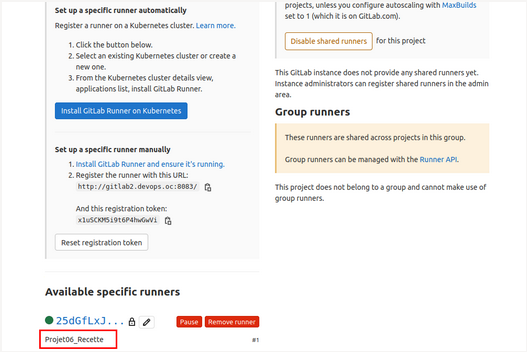 Set up a specific runner automatically
Register a runner on a Kubernetes cluster. Learn more.
1. Click the button below.
2. Select an existing Kubernetes cluster or create a
new one.
3. From the Kubernetes cluster details view,
applications list, install GitLab Runner.
Install GitLab Runner on Kubernetes
Set up a specific runner manually
1. Install GitLab Runner and ensure it's running.
2. Register the runner with this URL:
http://gitlab2.devops.oc:8083/
And this registration token:
x1uSCKM5i9t6P4hwGwVi
Reset registration token
Available specific runners
25dGfLxJ...
Pause
Remove runner
Projet06_Recette
#1
projects, unless you configure autoscaling with MaxBuilds
set to 1 (which it is on GitLab.com).
Disable shared runners for this project
This GitLab instance does not provide any shared runners yet.
Instance administrators can register shared runners in the admin
area.
Group runners
These runners are shared across projects in this group.
Group runners can be managed with the Runner API.
This project does not belong to a group and cannot make use of
group runners.